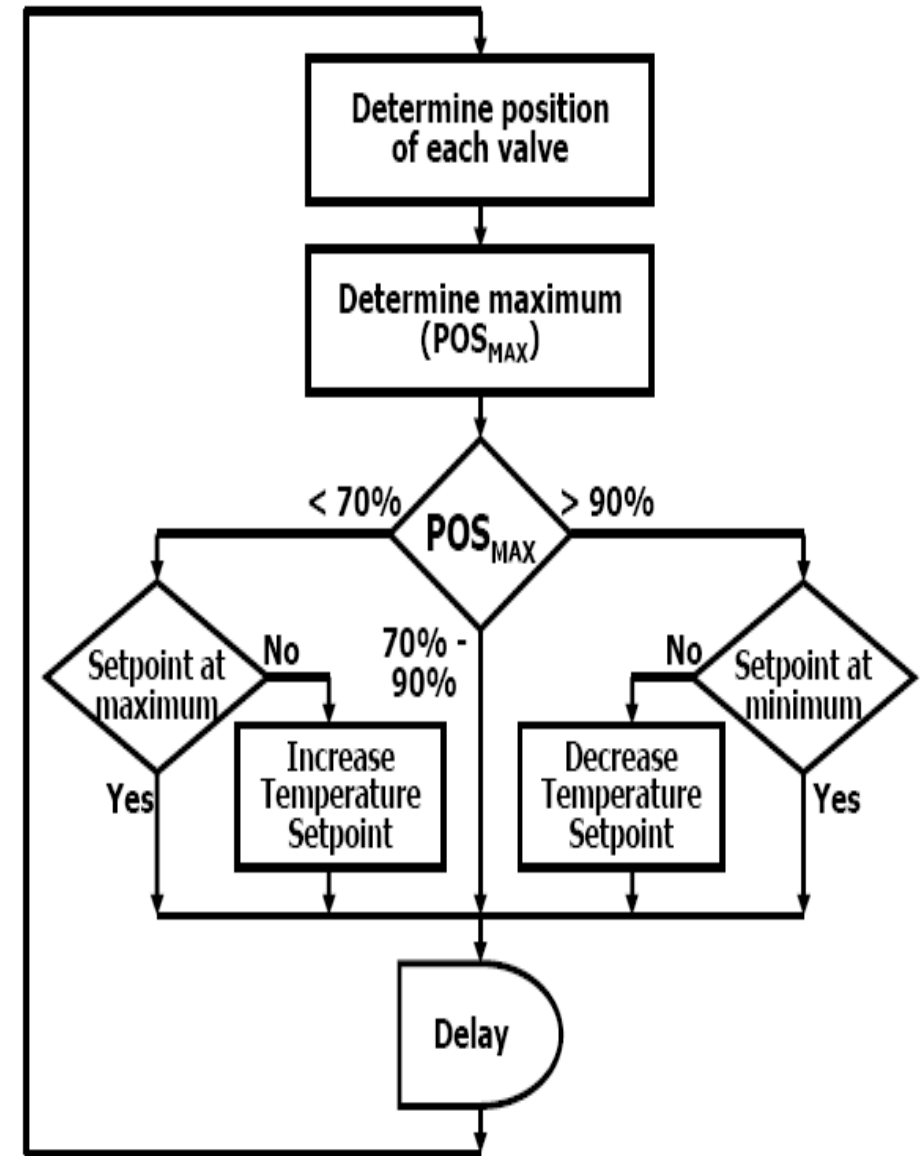 Determine position
of each valve
Determine maximum
(POSMAX)
< 70%
POSMAX
> 90%
Setpoint at
maximum
No
Yes
Increase
Temperature
Setpoint
70% -
90%
No
Decrease
Temperature
Setpoint
Setpoint at
minimum
Yes
Delay